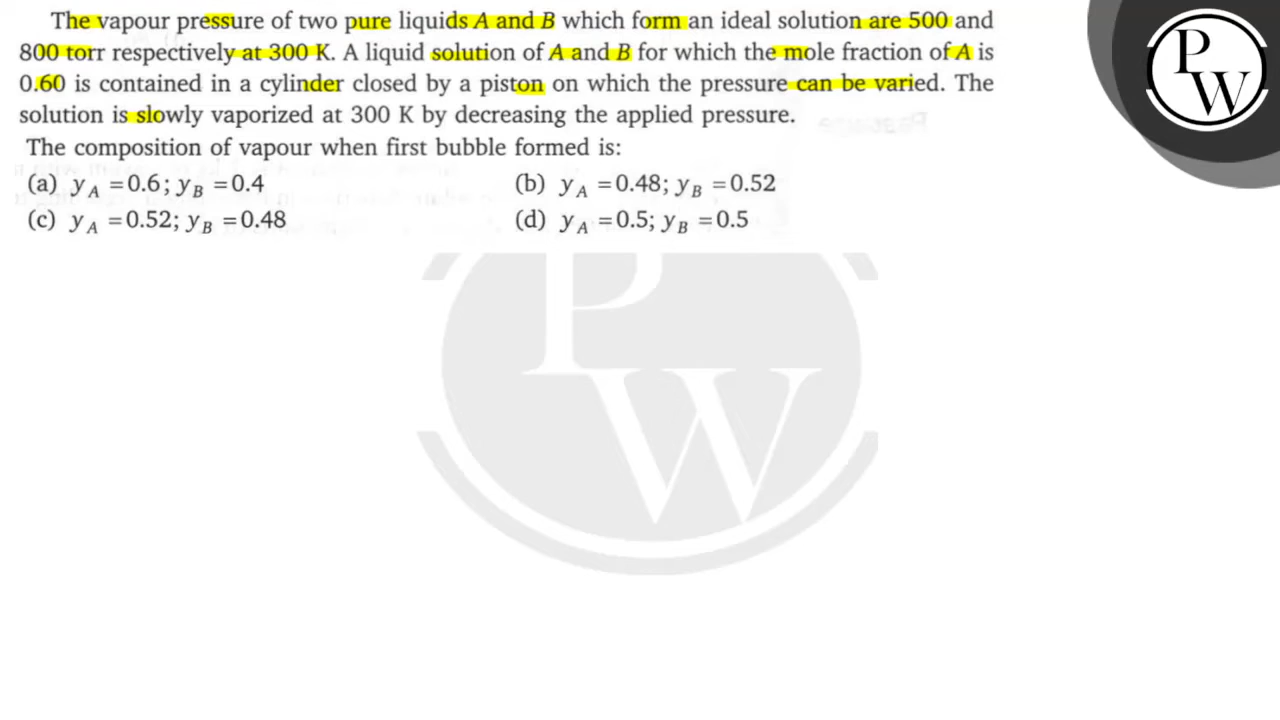 The vapour pressure of two pure liquids A and B which form an ideal solution are 500 and
800 torr respectively at 300 K. A liquid solution of A and B for which the mole fraction of A is
0.60 is contained in a cylinder closed by a piston on which the pressure can be varied. The
solution is slowly vaporized at 300 K by decreasing the applied pressure.
The composition of vapour when first bubble formed is:
(a) y_A = 0.6; y_B = 0.4 (b) y_A = 0.48; y_B = 0.52
(c) y_A = 0.52; y_B = 0.48 (d) y_A = 0.5; y_B = 0.5
P
W
P
W